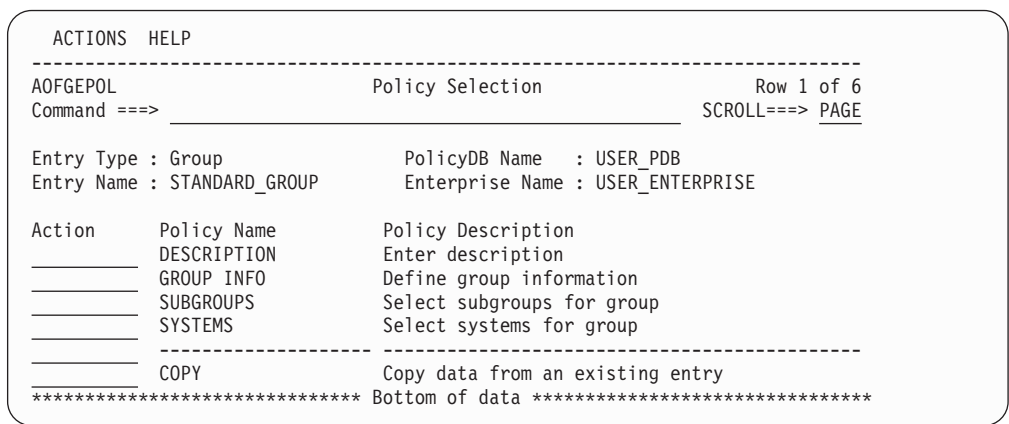 ACTIONS HELP
-------------------------------------------------------------------------------
AOFGEPOL Policy Selection Row 1 of 6
Command ===> SCROLL===> PAGE
Entry Type : Group PolicyDB Name : USER_PDB
Entry Name : STANDARD_GROUP Enterprise Name : USER_ENTERPRISE
Action Policy Name Policy Description
DESCRIPTION Enter description
GROUP INFO Define group information
SUBGROUPS Select subgroups for group
SYSTEMS Select systems for group
-------------------- ---------------------------------------------
COPY Copy data from an existing entry
******************************* Bottom of data ********************************